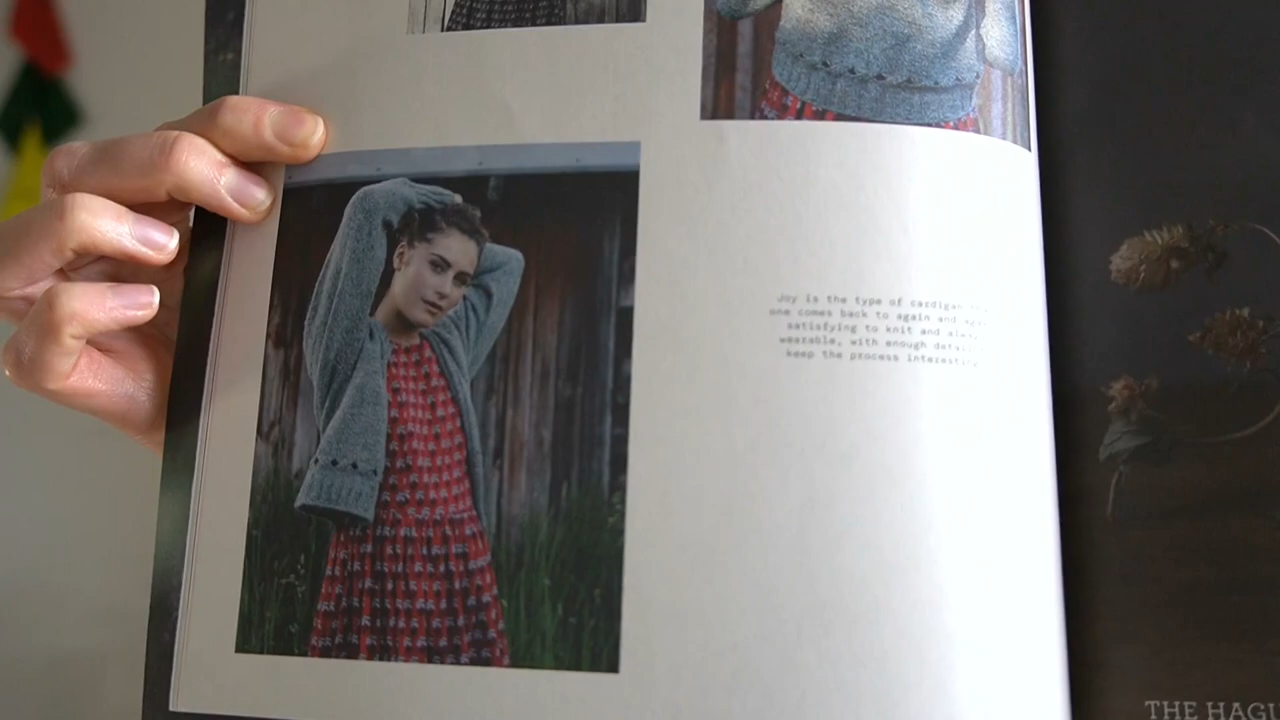 Joy is the type of cardigan
one comes back to again and
satisfying to knit and
wearable, with enough
keep the process
THE HAGU